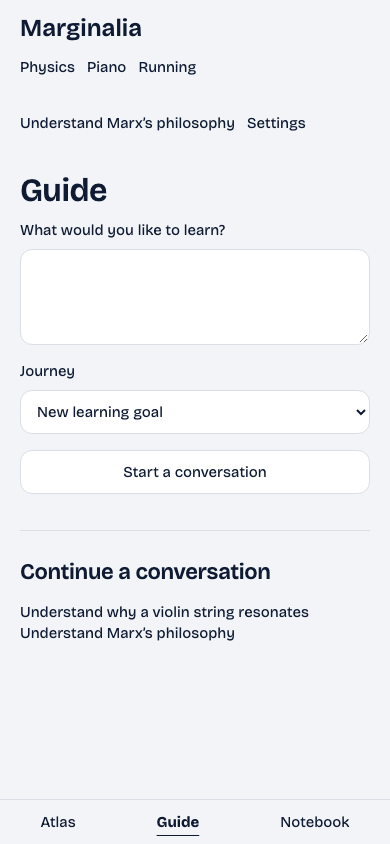 Marginalia
Physics Piano Running
Understand Marx's philosophy Settings
Guide
What would you like to learn?
Journey
New learning goal
Start a conversation
Continue a conversation
Understand why a violin string resonates
Understand Marx's philosophy
Atlas Guide Notebook